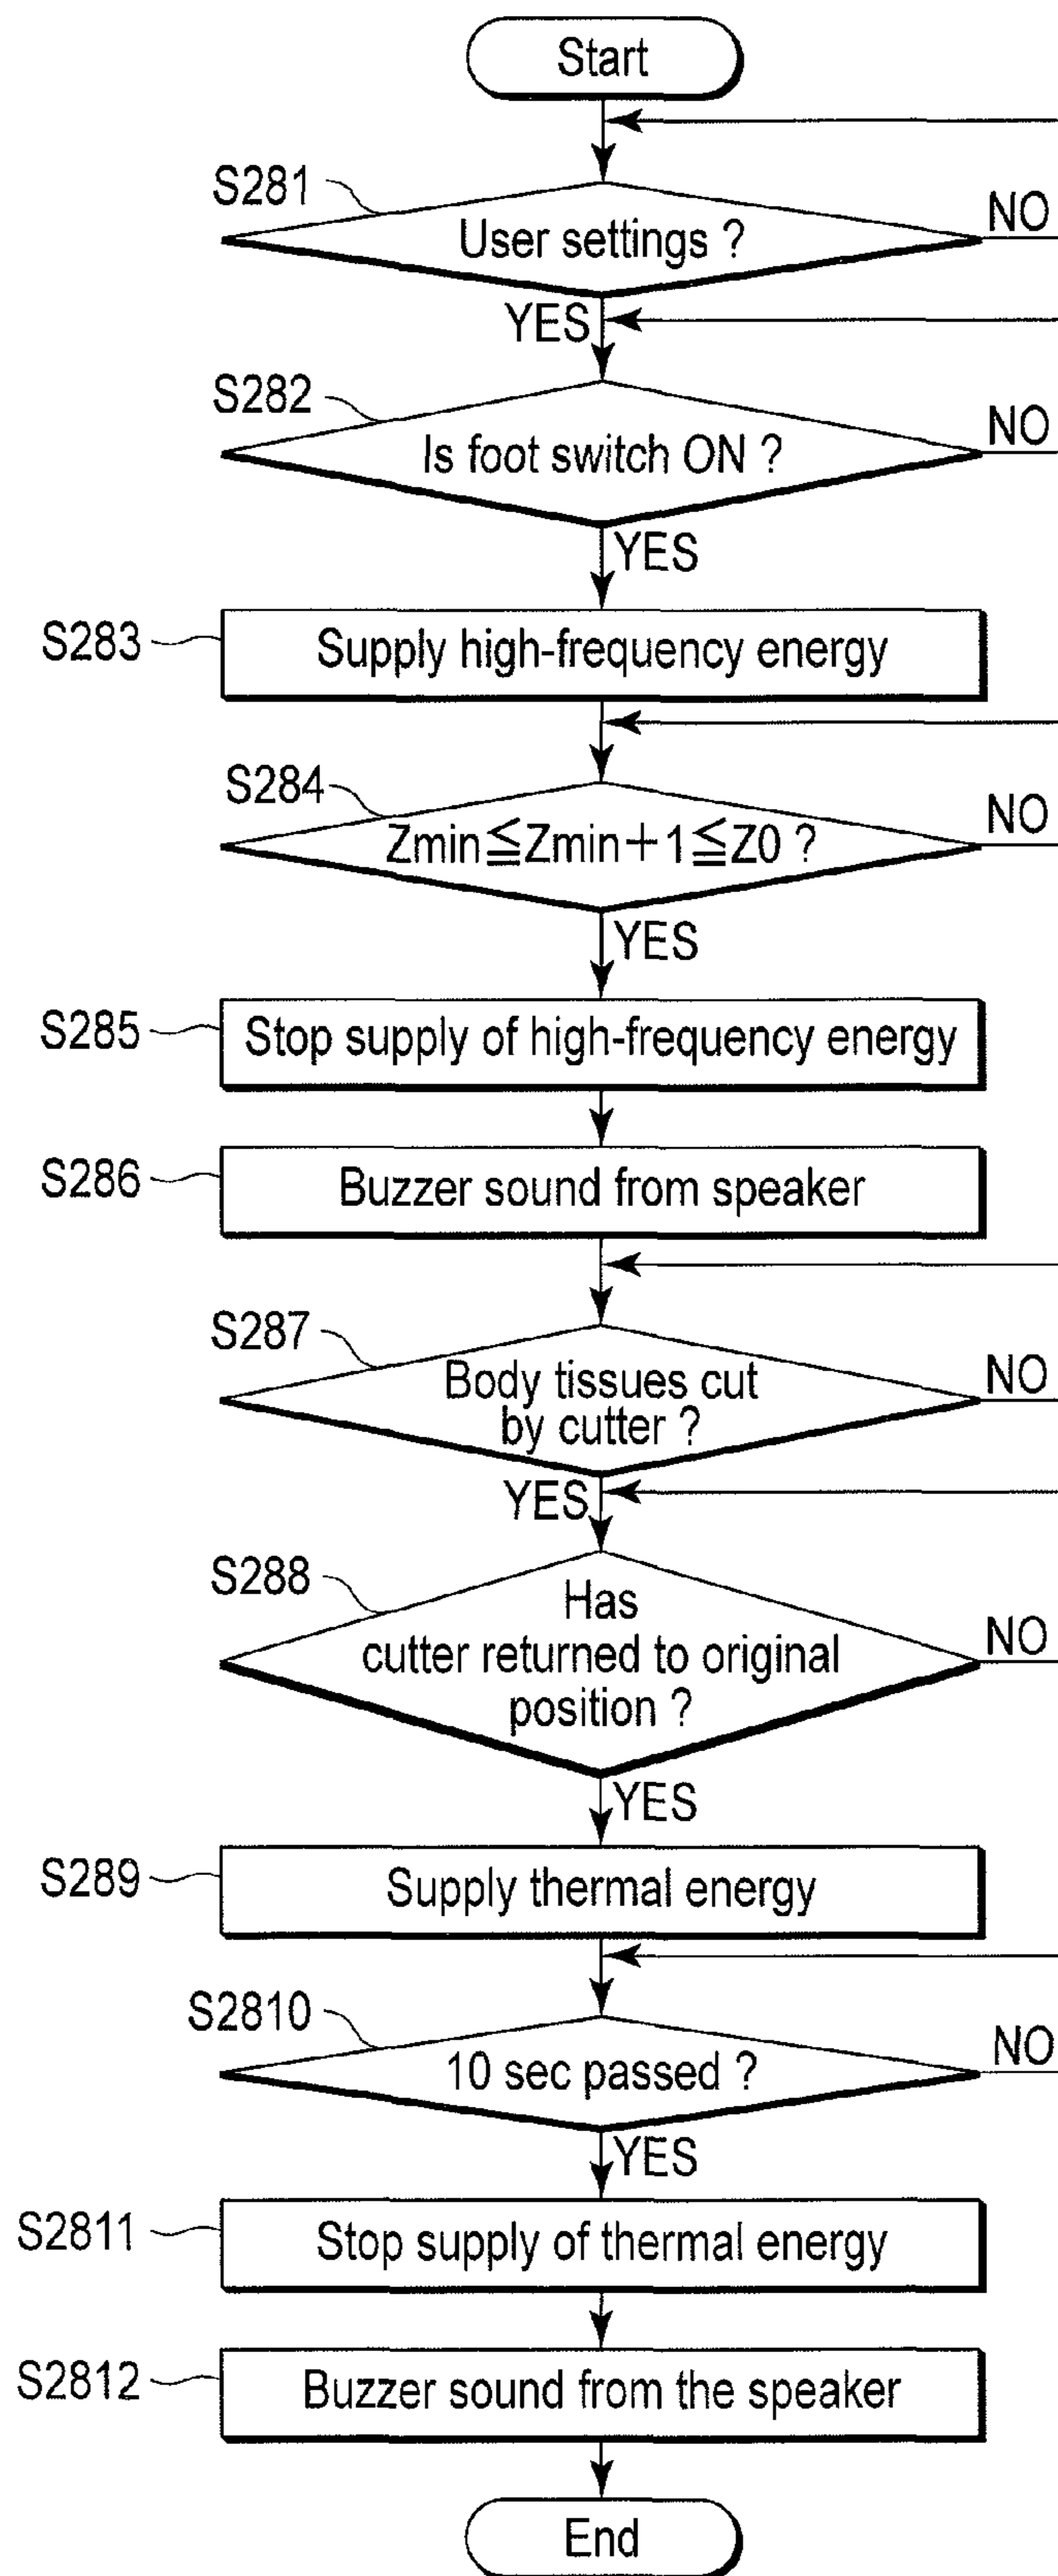 Start
S281
User settings ?
NO
YES
S282
Is foot switch ON ?
NO
YES
S283
Supply high-frequency energy
S284
Zmin≦Zmin+1≦Z0 ?
NO
YES
S285
Stop supply of high-frequency energy
S286
Buzzer sound from speaker
S287
Body tissues cut
by cutter ?
NO
YES
S288
Has
cutter returned to original
position ?
NO
YES
S289
Supply thermal energy
S2810
10 sec passed ?
NO
YES
S2811
Stop supply of thermal energy
S2812
Buzzer sound from the speaker
End